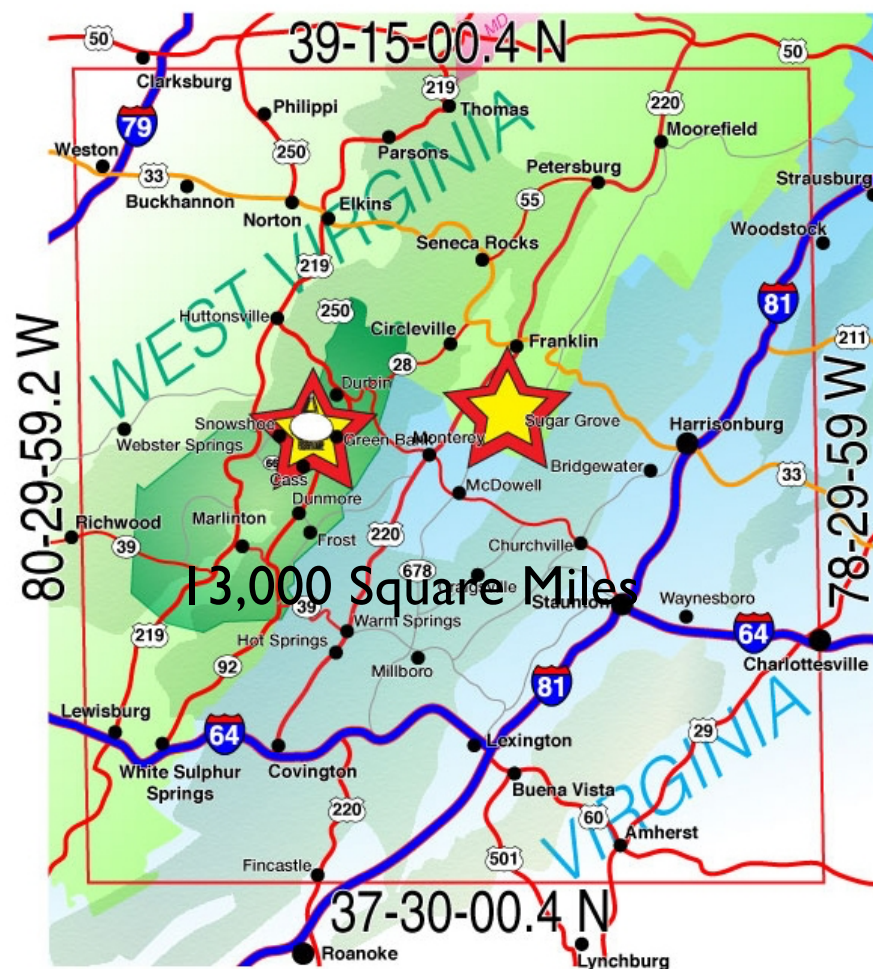 50
39-15-00.4 N
MD
50
Clarksburg
219
Thomas
220
Philippi
79
Moorefield
Parsons
250
Weston
33
Petersburg
Strausburg
Buckhannon
55
Norton
Elkins
WEST VIRGINIA
Seneca Rocks
Woodstock
219
81
Huttonsville
250
Circleville
Franklin
211
28
80-29-59.2 W
78-29-59 W
Durbin
Snowshoe
Sugar Grove
Harrisonburg
Webster Springs
Green Bank
Monterey
66
Bridgewater
33
Cass
McDowell
Dunmore
Richwood
Marlinton
39
Frost
220
Churchville
678
13,000 Square Miles
39
Staunton
Waynesboro
219
Warm Springs
64
Hot Springs
Charlottesville
92
Millboro
81
Lewisburg
64
29
White Sulphur
Springs
Covington
Lexington
VIRGINIA
Buena Vista
220
60
Amherst
501
Fincastle
37-30-00.4 N
Roanoke
Lynchburg